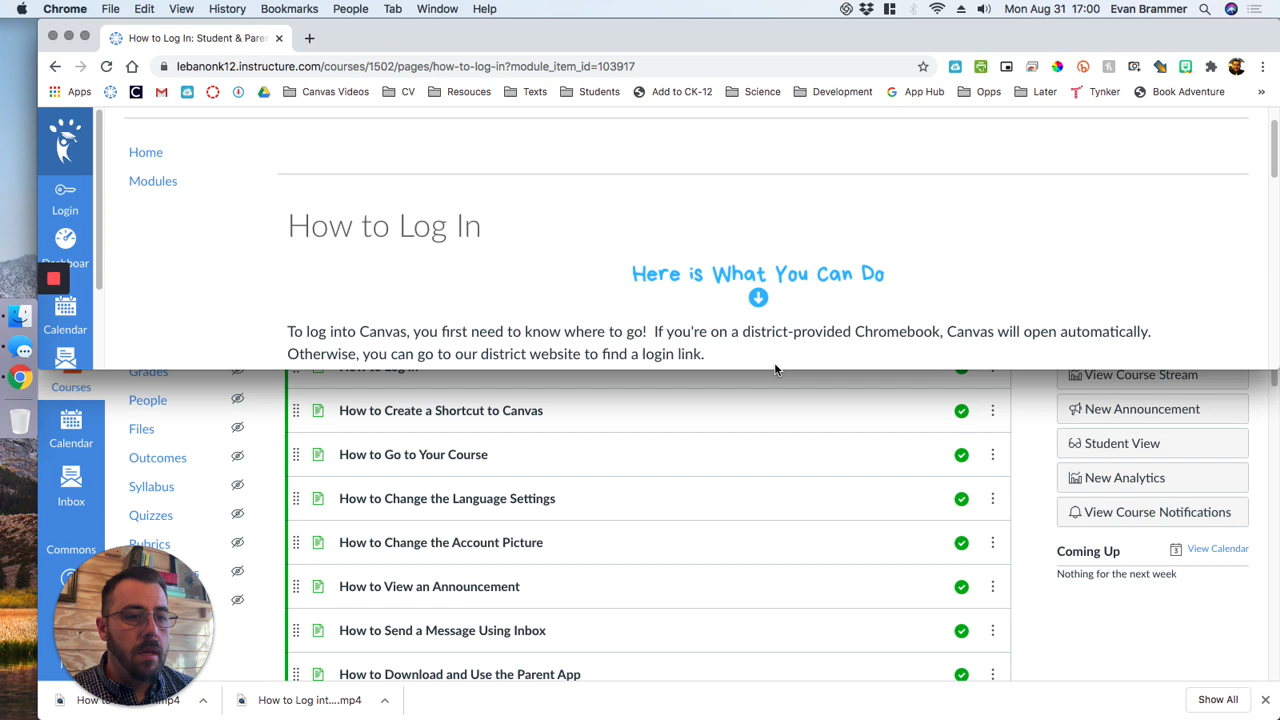 Chrome File Edit View History Bookmarks People Tab Window Help Mon Aug 31 17:00 Evan Brammer
How to Log In: Student & Parer
lebanonk12.instructure.com/courses/1502/pages/how-to-log-in?module_item_id=103917
Apps Canvas Videos CV Resouces Texts Students Add to CK-12 Science Development App Hub Opps Later Tynker Book Adventure »
Home
Modules
Login
Calendar
How to Log In
Here is What You Can Do
To log into Canvas, you first need to know where to go! If you're on a district-provided Chromebook, Canvas will open automatically.
Otherwise, you can go to our district website to find a login link.
Courses
Calendar
Inbox
Commons
Grades
People
Files
Outcomes
Syllabus
Quizzes
Rubrics
How to Log In
How to Create a Shortcut to Canvas
How to Go to Your Course
How to Change the Language Settings
How to Change the Account Picture
How to View an Announcement
How to Send a Message Using Inbox
How to Download and Use the Parent App
View Course Stream
New Announcement
Student View
New Analytics
View Course Notifications
Coming Up View Calendar
Nothing for the next week
How to Log int....mp4
Show All